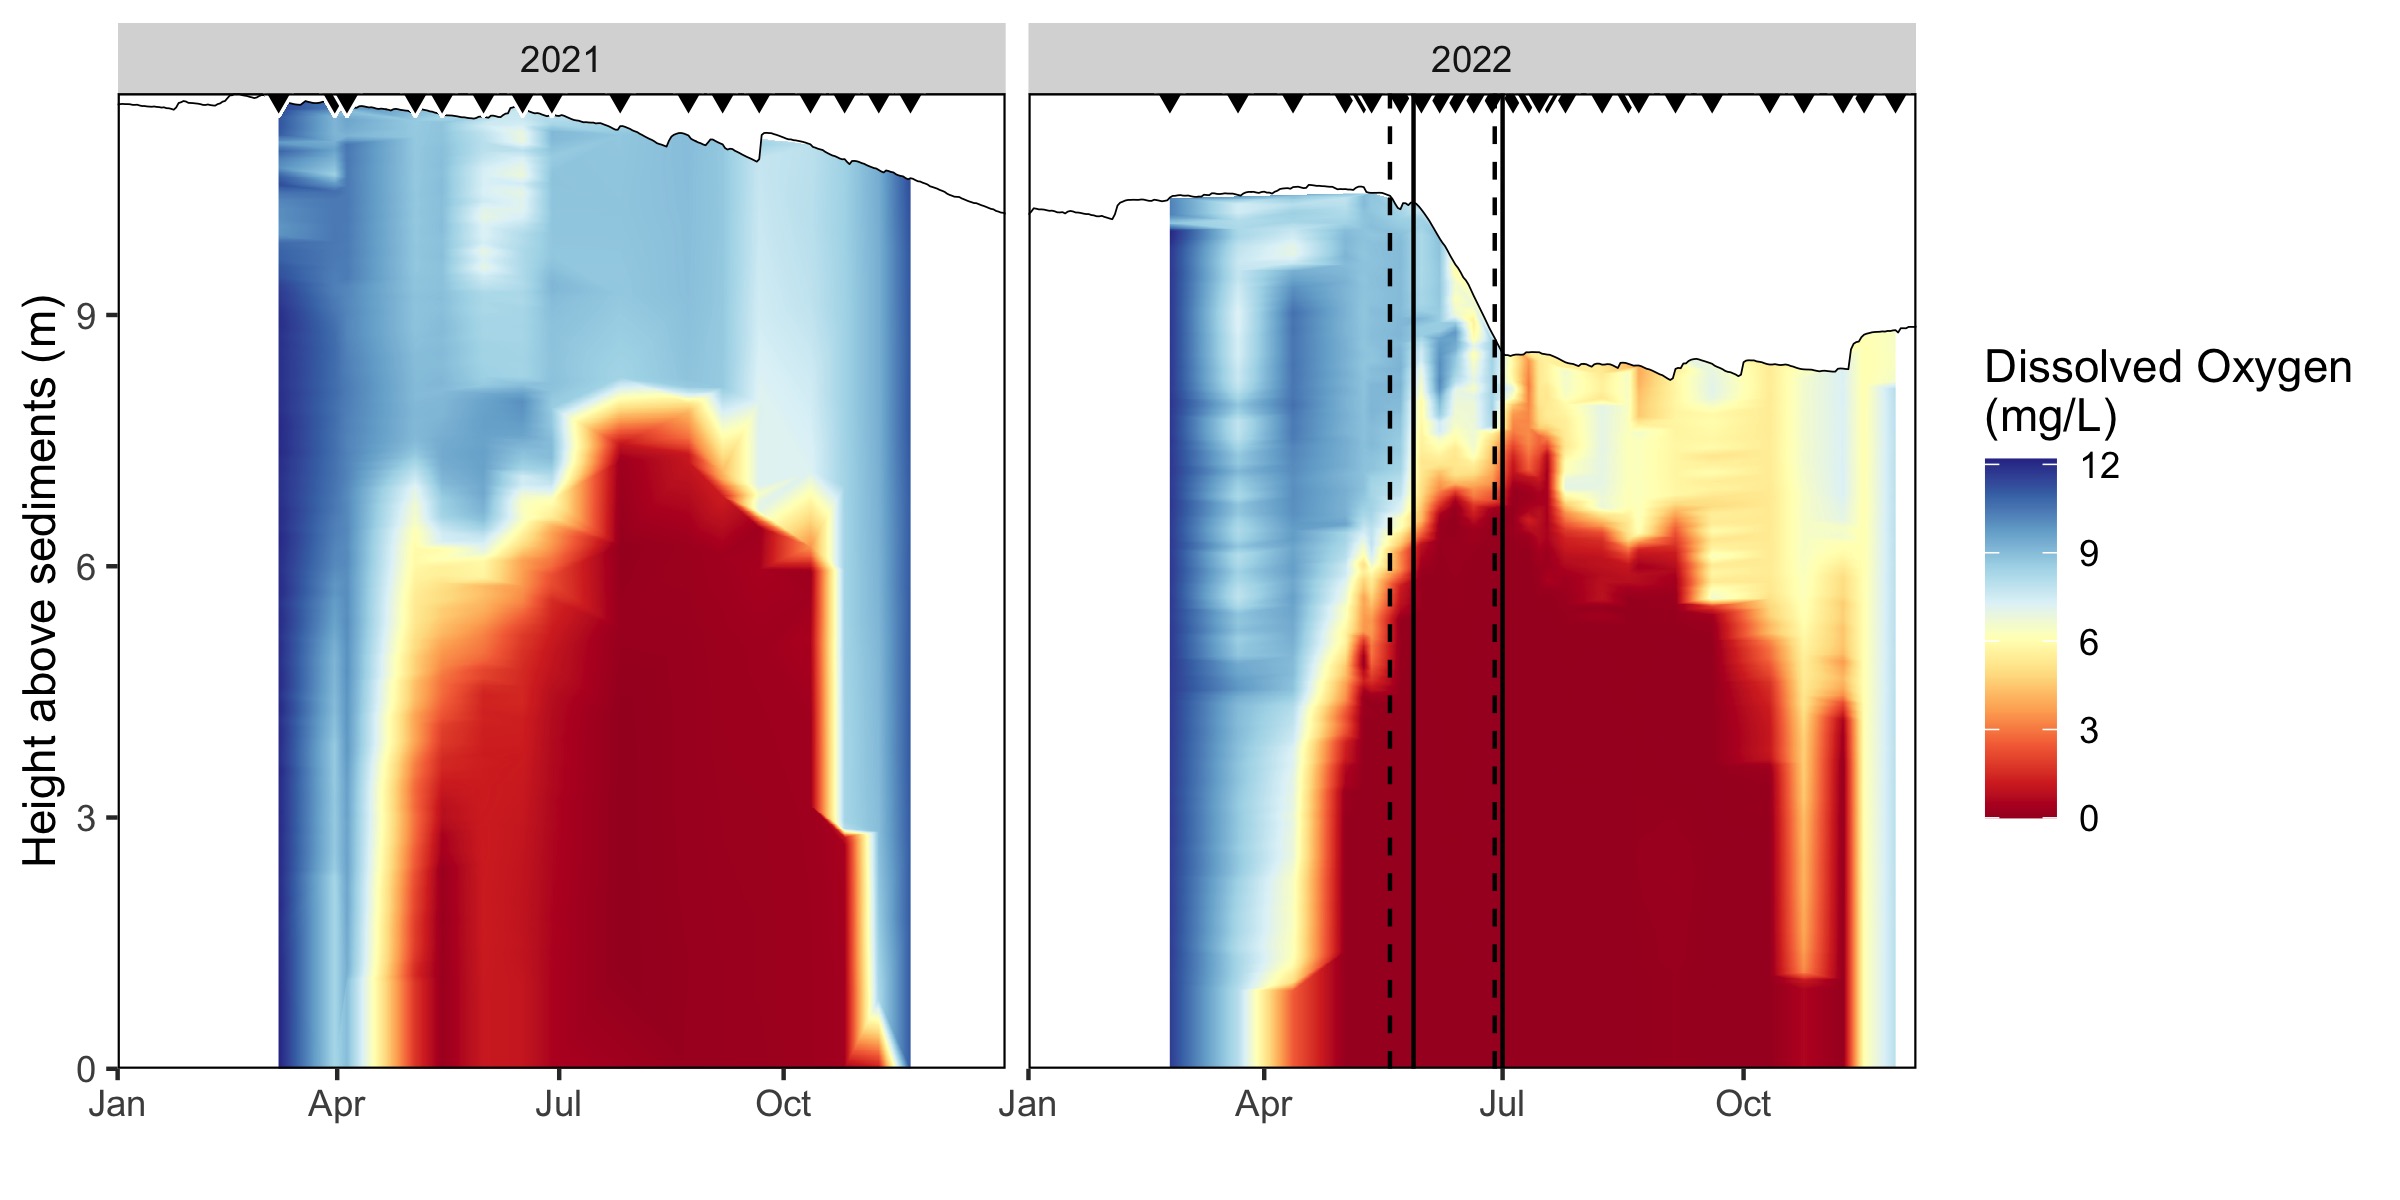 2021
2022
Height above sediments (m)
9
6
3
0
Jan
Apr
Jul
Oct
Jan
Apr
Jul
Oct
Dissolved Oxygen
(mg/L)
12
9
6
3
0